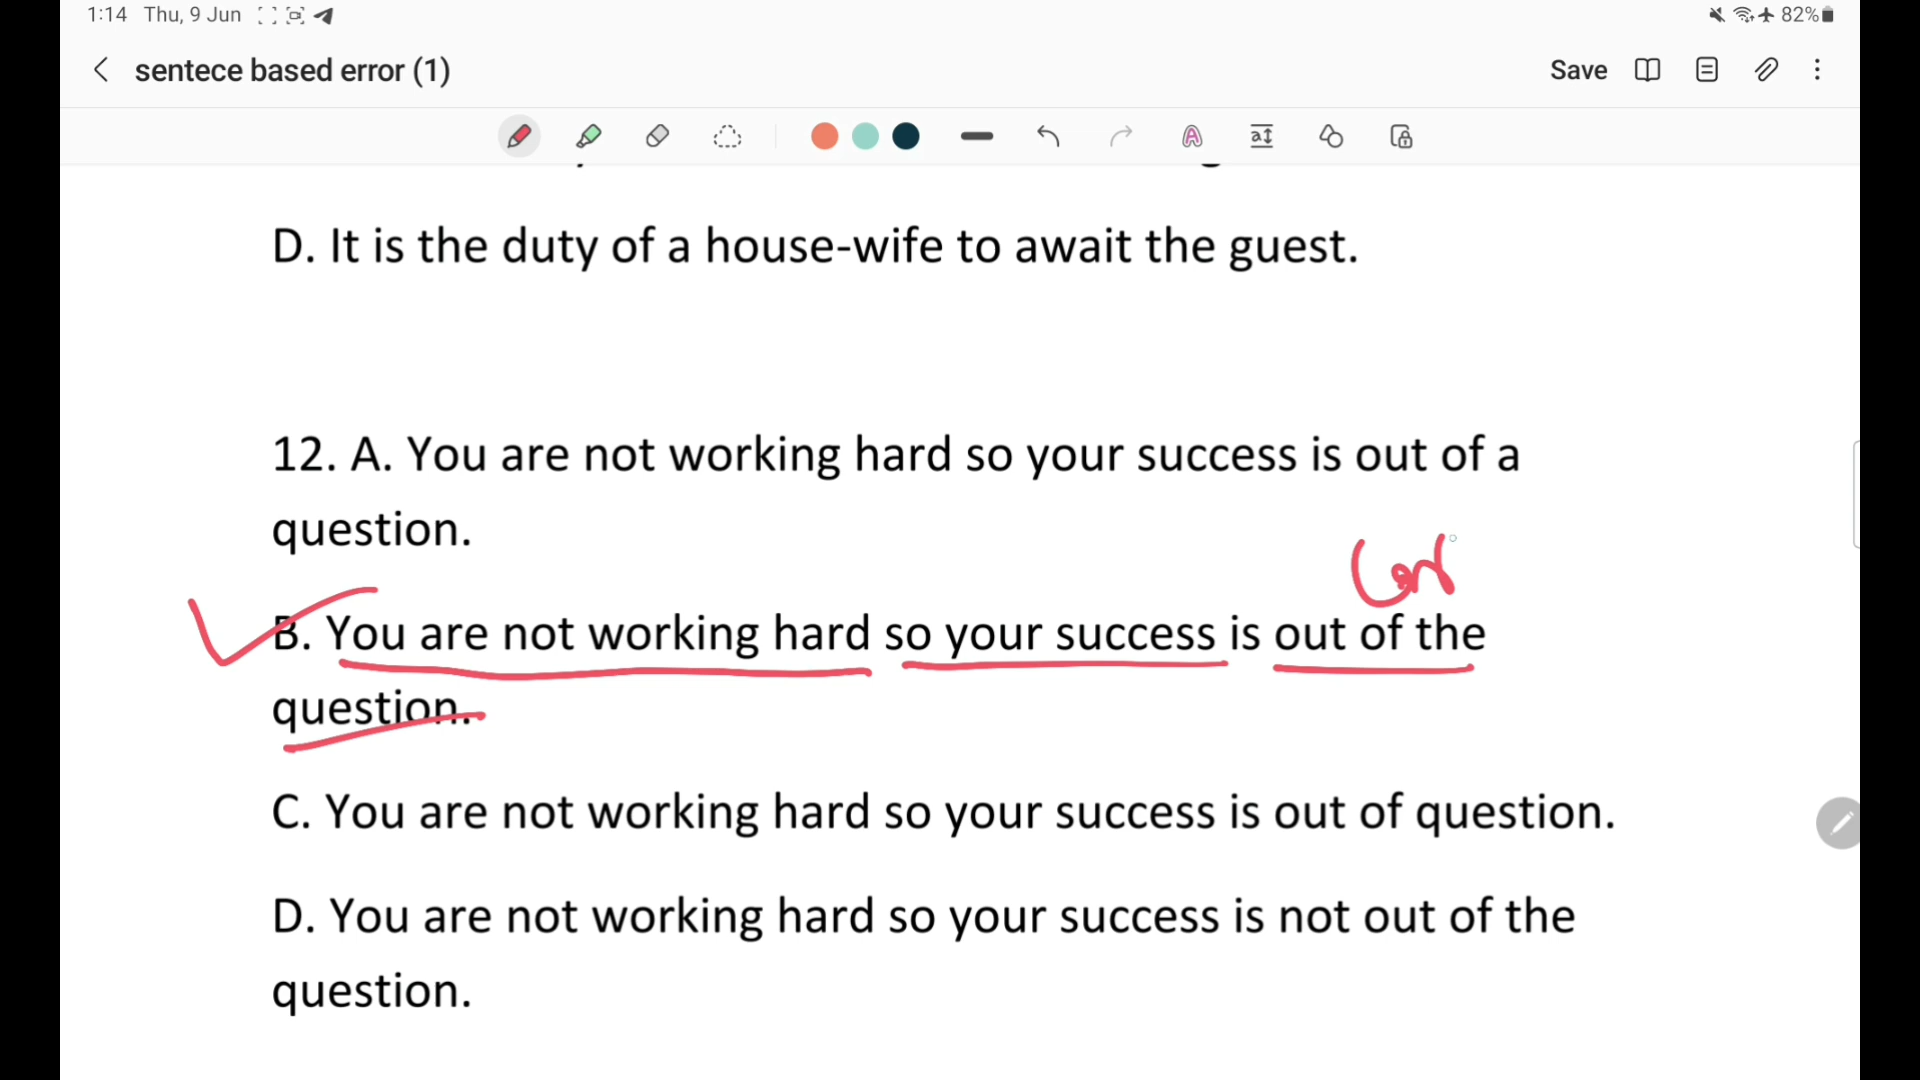 1:14 Thu, 9 Jun 82%
sentece based error (1) Save
D. It is the duty of a house-wife to await the guest.
12. A. You are not working hard so your success is out of a
question.
B. You are not working hard so your success is out of the
question.
C. You are not working hard so your success is out of question.
D. You are not working hard so your success is not out of the
question.